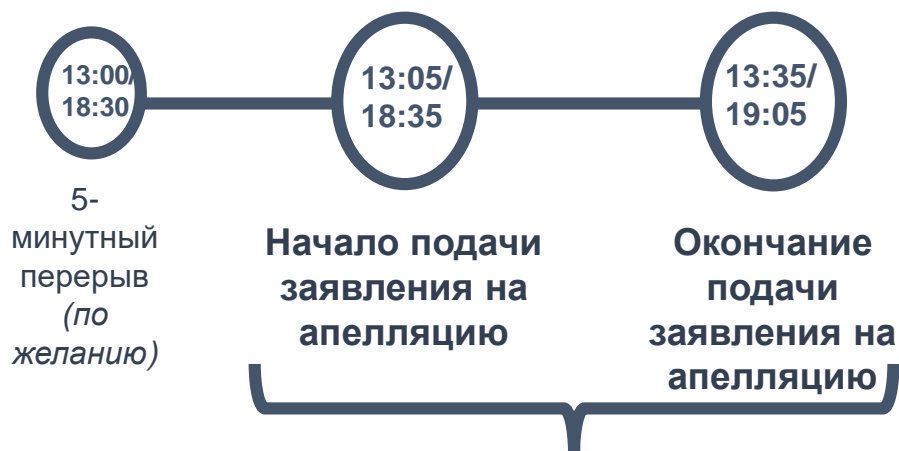 13:00/
18:30
13:05/
18:35
13:35/
19:05
5-
минутный
перерыв
(по
желанию)
Начало подачи
заявления на
апелляцию
Окончание
подачи
заявления на
апелляцию